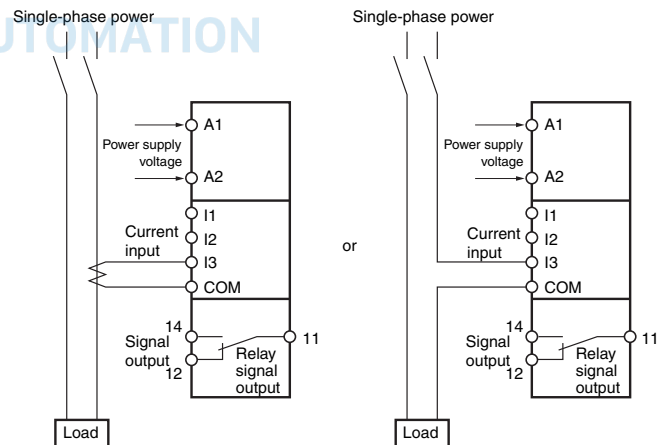 Single-phase power
UTOMATION
A1
Power supply
voltage
A2
I1
Current
I2
input
I3
COM
14
11
Signal
output
12
Relay
signal
output
Load
or
Single-phase power
A1
Power supply
voltage
A2
I1
Current
I2
input
I3
COM
14
11
Signal
output
12
Relay
signal
output
Load